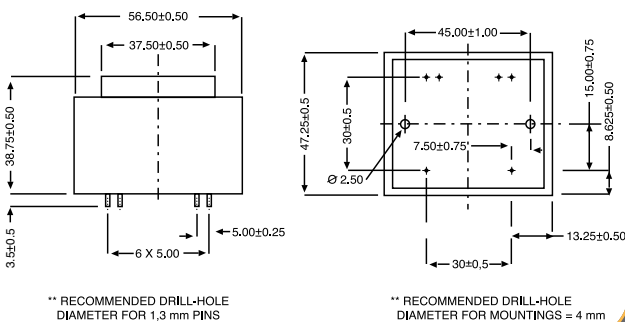 56.50±0.50
37.50±0.50
38.75±0.50
3.5±0.5
5.00±0.25
6 X 5.00
** RECOMMENDED DRILL-HOLE
DIAMETER FOR 1,3 mm PINS
45.00±1.00
47.25±0.5
30±0.5
15.00±0.75
8.625±0.50
7.50±0.75
Ø 2.50
13.25±0.50
30±0,5
** RECOMMENDED DRILL-HOLE
DIAMETER FOR MOUNTINGS = 4 mm